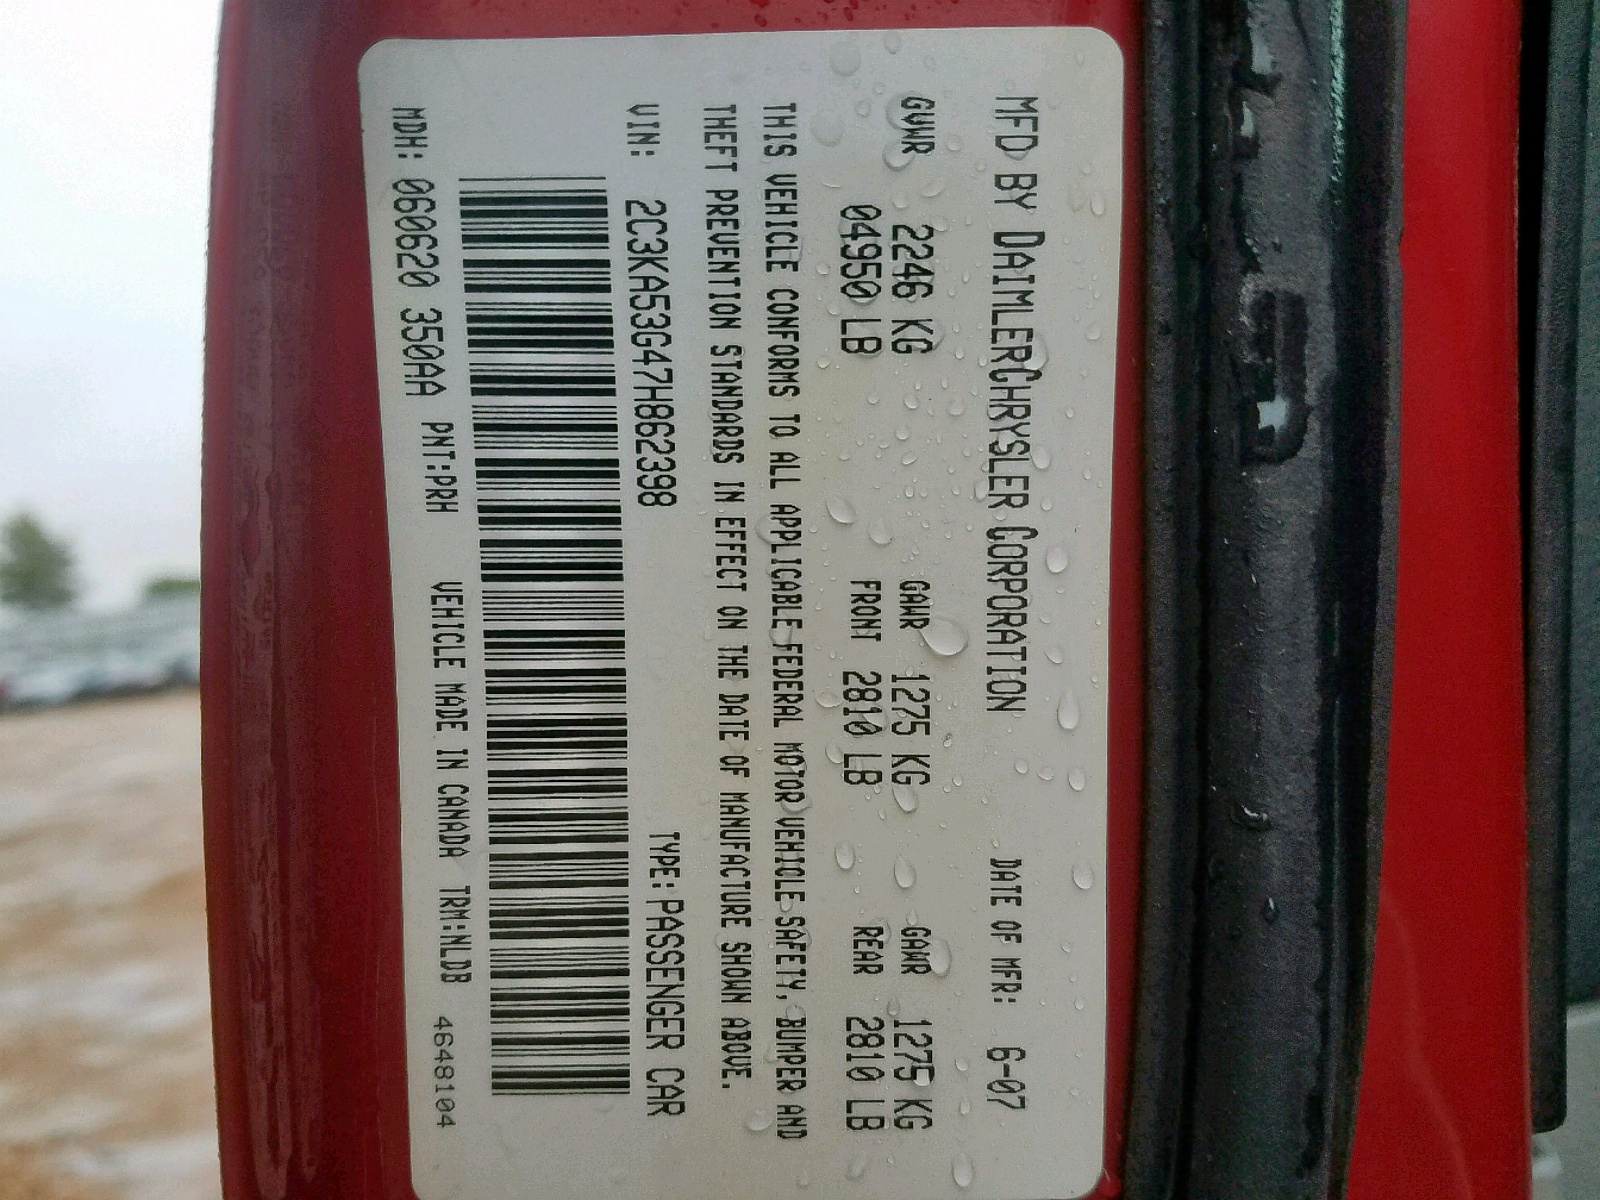 MFD BY DAIMLERCHRYSLER CORPORATION DATE OF MFR: 6-07
GVWR 2246 KG GAWR 1275 KG GAWR 1275 KG
04950 LB FRONT 2810 LB REAR 2810 LB
THIS VEHICLE CONFORMS TO ALL APPLICABLE FEDERAL MOTOR VEHICLE SAFETY, BUMPER AND
THEFT PREVENTION STANDARDS IN EFFECT ON THE DATE OF MANUFACTURE SHOWN ABOVE.
VIN: 2C3KA53G47H862398 TYPE: PASSENGER CAR
MDH: 060620 350AA PNT:PRH VEHICLE MADE IN CANADA TRM:NLDB 4648104